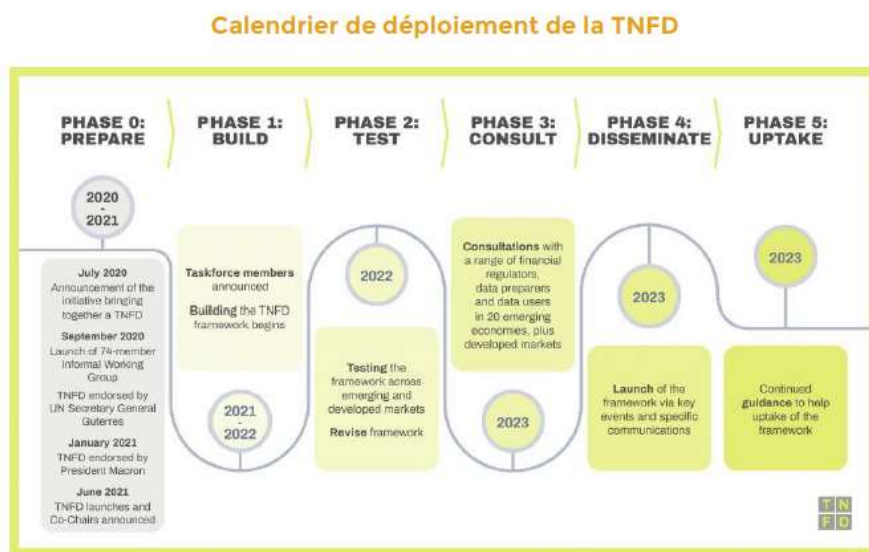 Calendrier de déploiement de la TNFD
PHASE 0:
PREPARE
PHASE 1:
BUILD
PHASE 2:
TEST
PHASE 3:
CONSULT
PHASE 4:
DISSEMINATE
PHASE 5:
UPTAKE
2020
-
2021
July 2020
Announcement of the
initiative bringing
together a TNFD
September 2020
Launch of 74-member
Informal Working
Group
TNFD endorsed by
UN Secretary General
Guterres
January 2021
TNFD endorsed by
President Macron
June 2021
TNFD launches and
Co-Chairs announced
Taskforce members
announced
Building the TNFD
framework begins
2021
-
2022
2022
Testing the
framework across
emerging and
developed markets
Revise framework
Consultations with
a range of financial
regulators,
data preparers
and data users
in 20 emerging
economies, plus
developed markets
2023
2023
Launch of the
framework via key
events and specific
communications
2023
Continued
guidance to help
uptake of the
framework
T N
F D